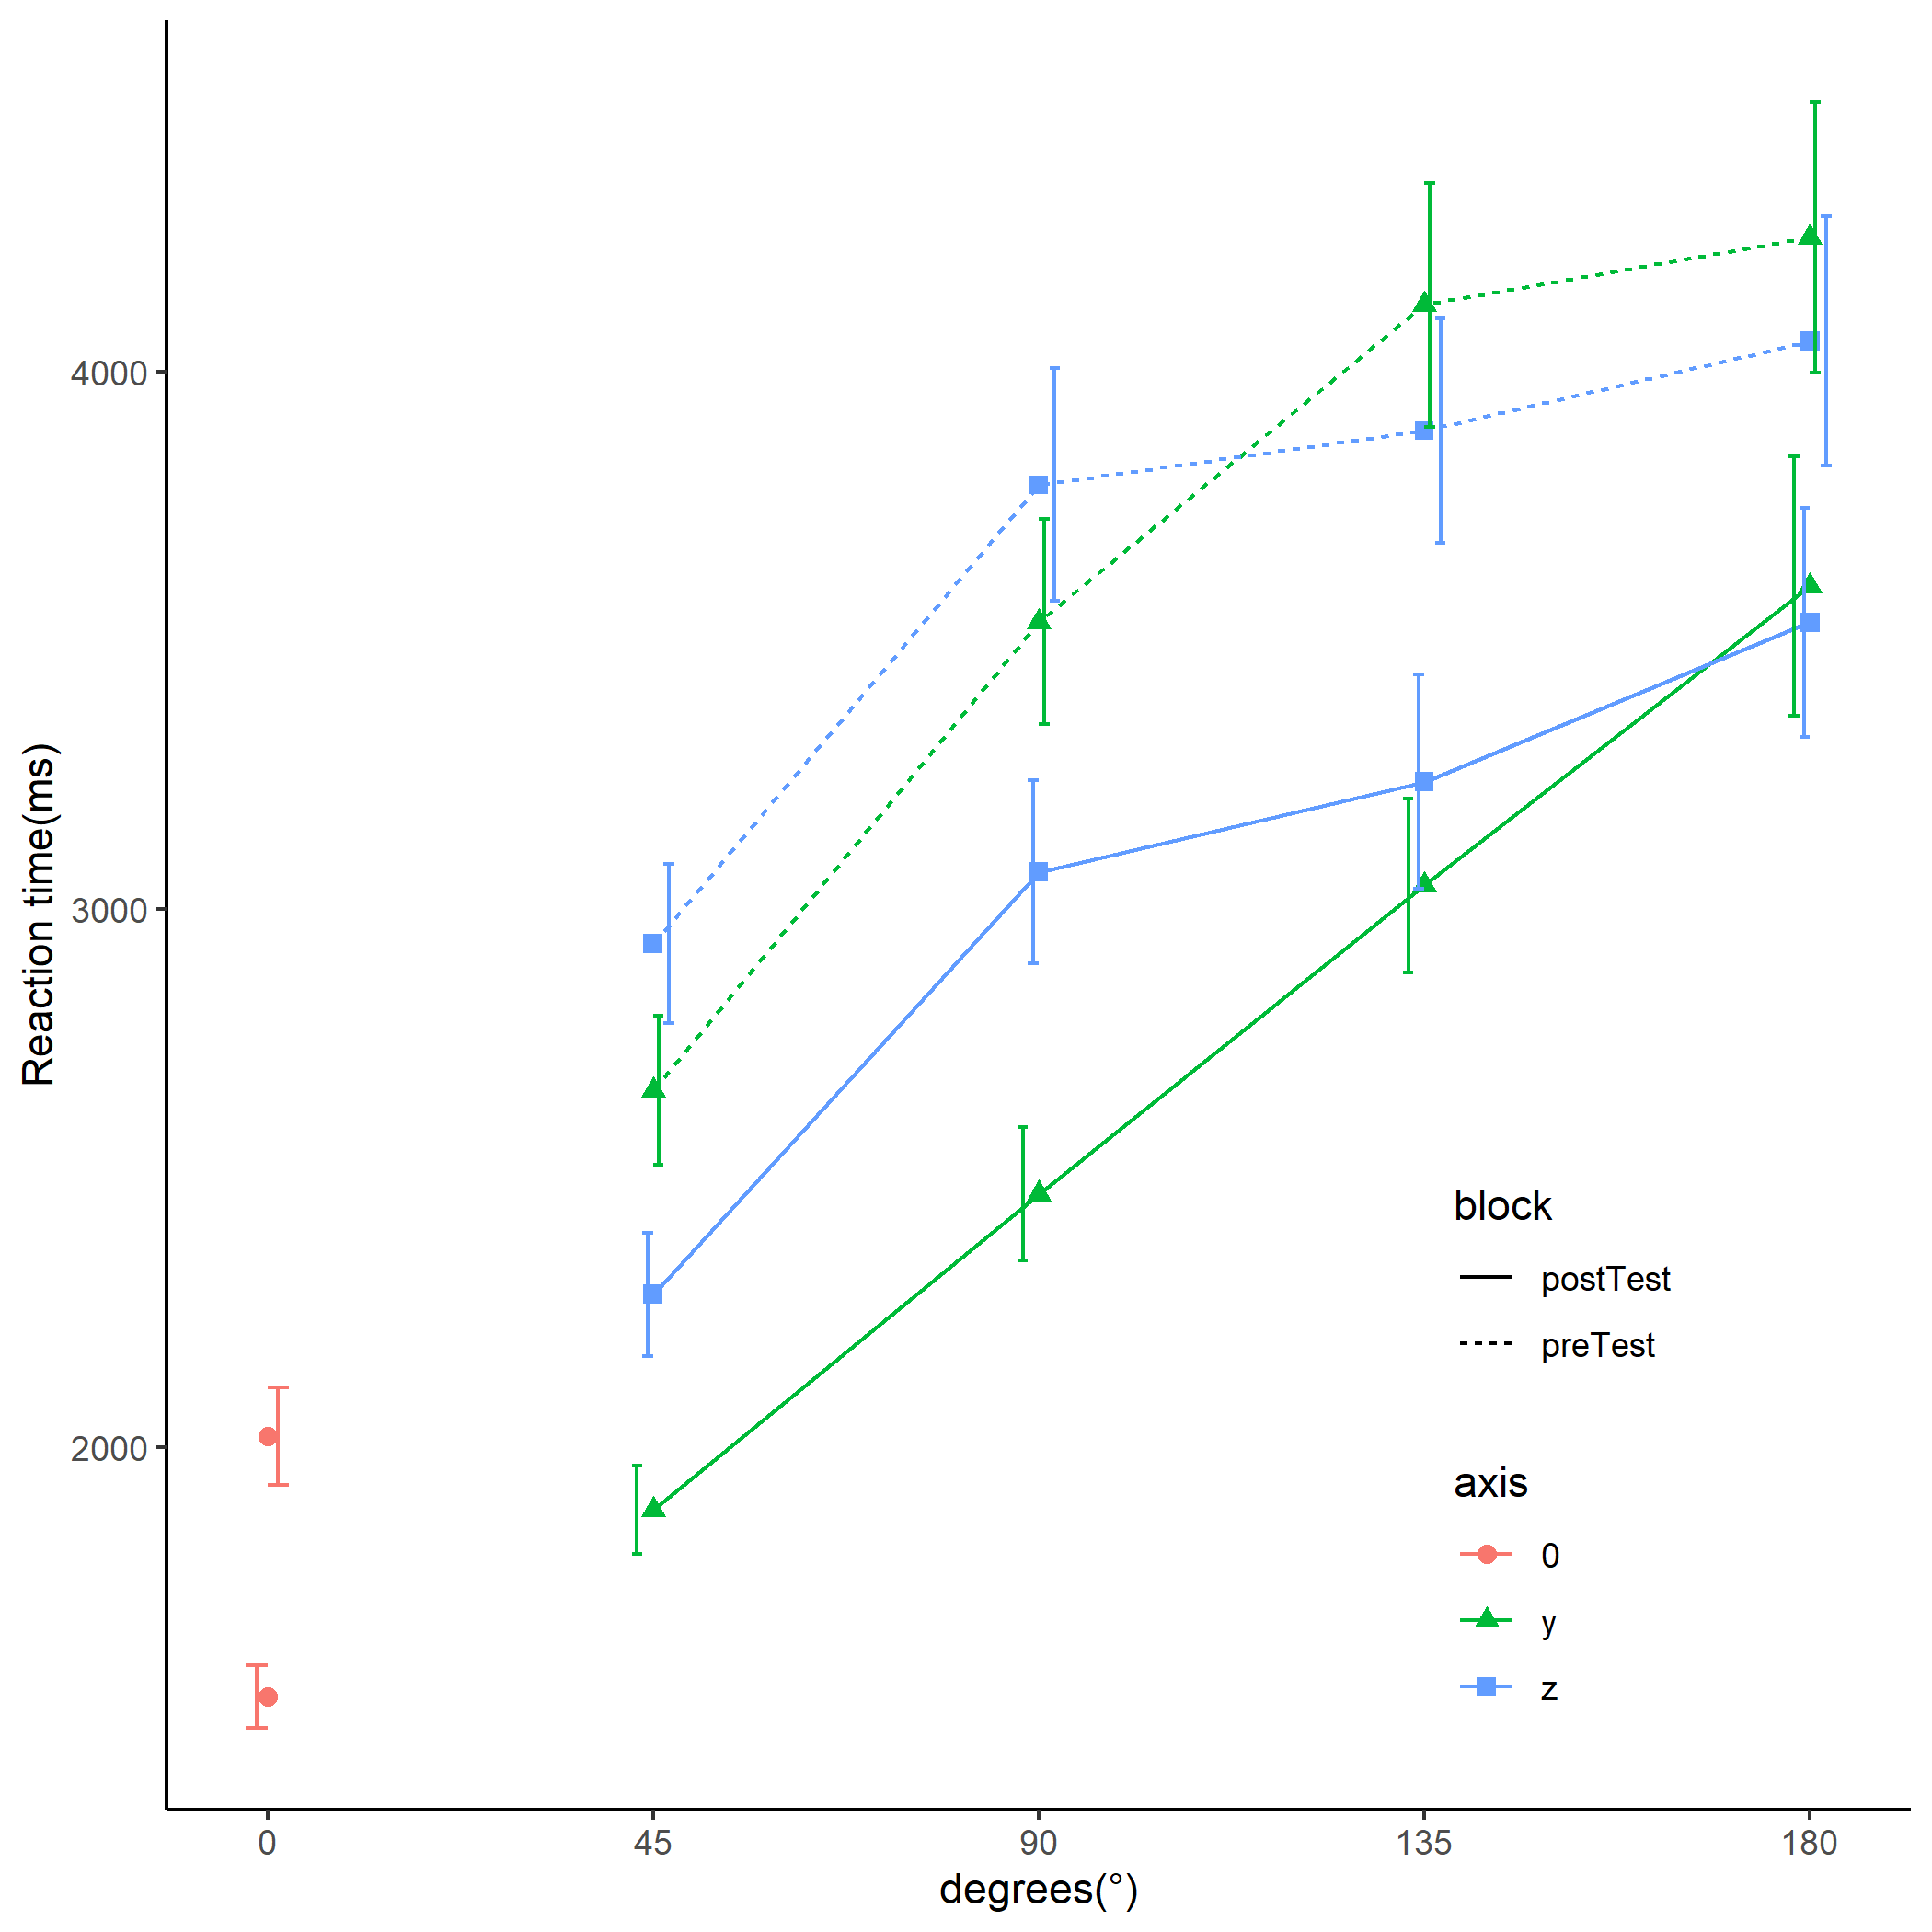 Reaction time(ms)
4000
3000
2000
0 45 90 135 180
degrees(°)
block
postTest
preTest
axis
0
y
z